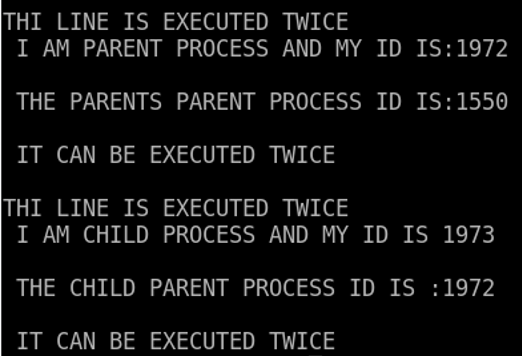 THI LINE IS EXECUTED TWICE
I AM PARENT PROCESS AND MY ID IS:1972
THE PARENTS PARENT PROCESS ID IS:1550
IT CAN BE EXECUTED TWICE
THI LINE IS EXECUTED TWICE
I AM CHILD PROCESS AND MY ID IS 1973
THE CHILD PARENT PROCESS ID IS :1972
IT CAN BE EXECUTED TWICE